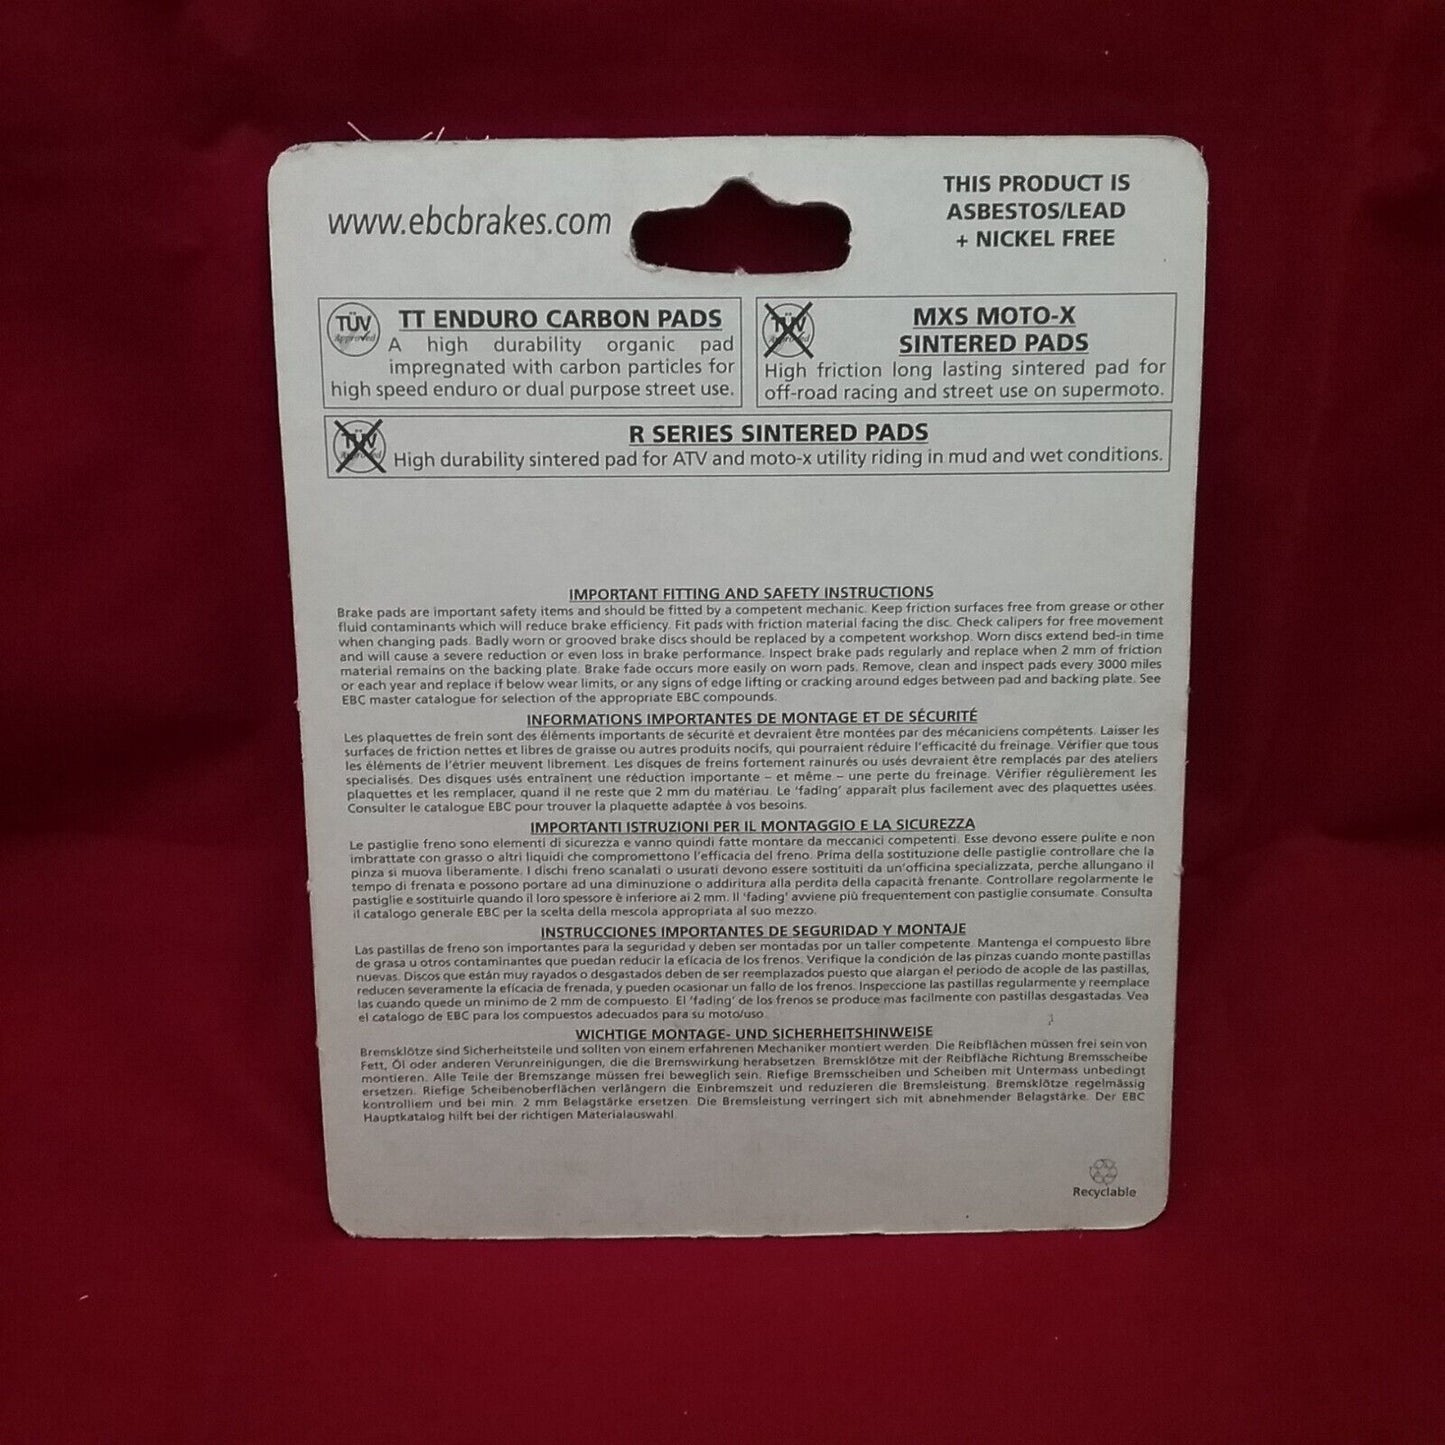 www.ebcbrakes.com
THIS PRODUCT IS
ASBESTOS/LEAD
+ NICKEL FREE
TÜV
Approved
TT ENDURO CARBON PADS
A high durability organic pad
impregnated with carbon particles for
high speed enduro or dual purpose street use.
TÜV
Approved
MXS MOTO-X
SINTERED PADS
High friction long lasting sintered pad for
off-road racing and street use on supermoto.
TÜV
Approved
R SERIES SINTERED PADS
High durability sintered pad for ATV and moto-x utility riding in mud and wet conditions.
IMPORTANT FITTING AND SAFETY INSTRUCTIONS
Brake pads are important safety items and should be fitted by a competent mechanic. Keep friction surfaces free from grease or other
fluid contaminants which will reduce brake efficiency. Fit pads with friction material facing the disc. Check calipers for free movement
when changing pads. Badly worn or grooved brake discs should be replaced by a competent workshop. Worn discs extend bed-in time
and will cause a severe reduction or even loss in brake performance. Inspect brake pads regularly and replace when 2 mm of friction
material remains on the backing plate. Brake fade occurs more easily on worn pads. Remove, clean and inspect pads every 3000 miles
or each year and replace if below wear limits, or any signs of edge lifting or cracking around edges between pad and backing plate. See
EBC master catalogue for selection of the appropriate EBC compounds.
INFORMATIONS IMPORTANTES DE MONTAGE ET DE SÉCURITÉ
Les plaquettes de frein sont des éléments importants de sécurité et devraient être montées par des mécaniciens compétents. Laisser les
surfaces de friction nettes et libres de graisse ou autres produits nocifs, qui pourraient réduire l'efficacité du freinage. Vérifier que tous
les éléments de l'étrier meuvent librement. Les disques de freins fortement rainurés ou usés devraient être remplacés par des ateliers
specialisés. Des disques usés entraînent une réduction importante – et même – une perte du freinage. Vérifier régulièrement les
plaquettes et les remplacer, quand il ne reste que 2 mm du matériau. Le 'fading' apparaît plus facilement avec des plaquettes usées.
Consulter le catalogue EBC pour trouver la plaquette adaptée à vos besoins.
IMPORTANTI ISTRUZIONI PER IL MONTAGGIO E LA SICUREZZA
Le pastiglie freno sono elementi di sicurezza e vanno quindi fatte montare da meccanici competenti. Esse devono essere pulite e non
imbrattate con grasso o altri liquidi che compromettono l'efficacia del freno. Prima della sostituzione delle pastiglie controllare che la
pinza si muova liberamente. I dischi freno scanalati o usurati devono essere sostituiti da un'officina specializzata, perche allungano il
tempo di frenata e possono portare ad una diminuzione o addiritura alla perdita della capacità frenante. Controllare regolarmente le
pastiglie e sostituirle quando il loro spessore è inferiore ai 2 mm. Il 'fading' avviene più frequentemente con pastiglie consumate. Consulta
il catalogo generale EBC per la scelta della mescola appropriata al suo mezzo.
INSTRUCCIONES IMPORTANTES DE SEGURIDAD Y MONTAJE
Las pastillas de freno son importantes para la seguridad y deben ser montadas por un taller competente. Mantenga el compuesto libre
de grasa u otros contaminantes que puedan reducir la eficacia de los frenos. Verifique la condición de las pinzas cuando monte pastillas
nuevas. Discos que están muy rayados o desgastados deben de ser reemplazados puesto que alargan el periodo de acople de las pastillas,
reducen severamente la eficacia de frenada, y pueden ocasionar un fallo de los frenos. Inspeccione las pastillas regularmente y reemplace
las cuando quede un minimo de 2 mm de compuesto. El 'fading' de los frenos se produce mas facilmente con pastillas desgastadas. Vea
el catalogo de EBC para los compuestos adecuados para su moto/uso.
WICHTIGE MONTAGE- UND SICHERHEITSHINWEISE
Bremsklötze sind Sicherheitsteile und sollten von einem erfahrenen Mechaniker montiert werden. Die Reibflächen müssen frei sein von
Fett, Öl oder anderen Verunreinigungen, die die Bremswirkung herabsetzen. Bremsklötze mit der Reibfläche Richtung Bremsscheibe
montieren. Alle Teile der Bremszange müssen frei beweglich sein. Riefige Bremsscheiben und Scheiben mit Untermass unbedingt
ersetzen. Riefige Scheibenoberflächen verlängern die Einbremszeit und reduzieren die Bremsleistung. Bremsklötze regelmässig
kontrolliem und bei min. 2 mm Belagstärke ersetzen. Die Bremsleistung verringert sich mit abnehmender Belagstärke. Der EBC
Hauptkatalog hilft bei der richtigen Materialauswahl.
Recyclable